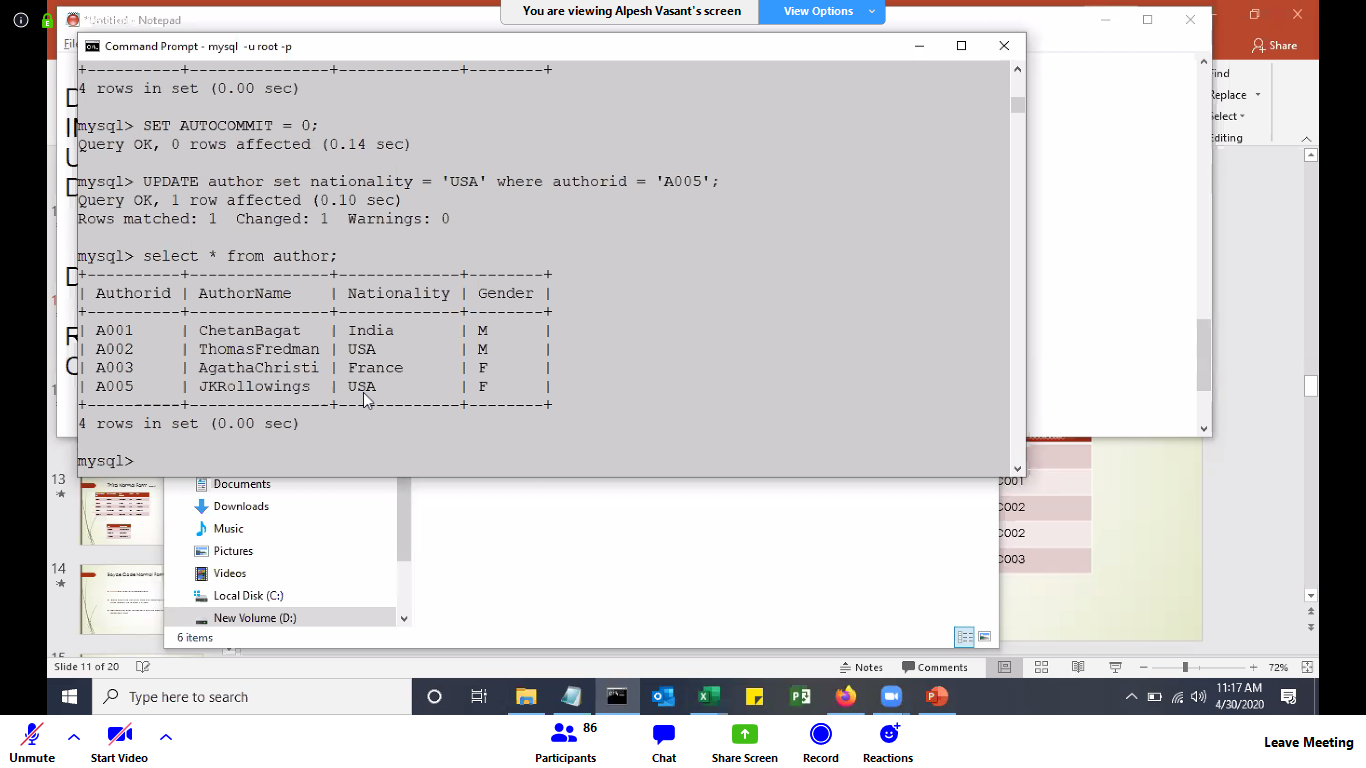 You are viewing Alpesh Vasant's screen
View Options
*Untitled - Notepad
Share
Command Prompt - mysql  -u root -p
Find
Replace
Select
Editing
+----------+---------------+-------------+--------+
4 rows in set (0.00 sec)
mysql> SET AUTOCOMMIT = 0;
Query OK, 0 rows affected (0.14 sec)
mysql> UPDATE author set nationality = 'USA' where authorid = 'A005';
Query OK, 1 row affected (0.10 sec)
Rows matched: 1  Changed: 1  Warnings: 0
mysql> select * from author;
+----------+---------------+-------------+--------+
| Authorid | AuthorName    | Nationality | Gender |
+----------+---------------+-------------+--------+
| A001     | ChetanBagat   | India       | M      |
| A002     | ThomasFredman | USA         | M      |
| A003     | AgathaChristi | France      | F      |
| A005     | JKRollowings  | USA         | F      |
+----------+---------------+-------------+--------+
4 rows in set (0.00 sec)
mysql>
13
14
15
Documents
Downloads
Music
Pictures
Videos
Local Disk (C:)
New Volume (D:)
6 items
C001
C002
C002
C003
Slide 11 of 20
Notes
Comments
72%
Type here to search
11:17 AM
4/30/2020
Unmute
Start Video
Participants
86
Chat
Share Screen
Record
Reactions
Leave Meeting